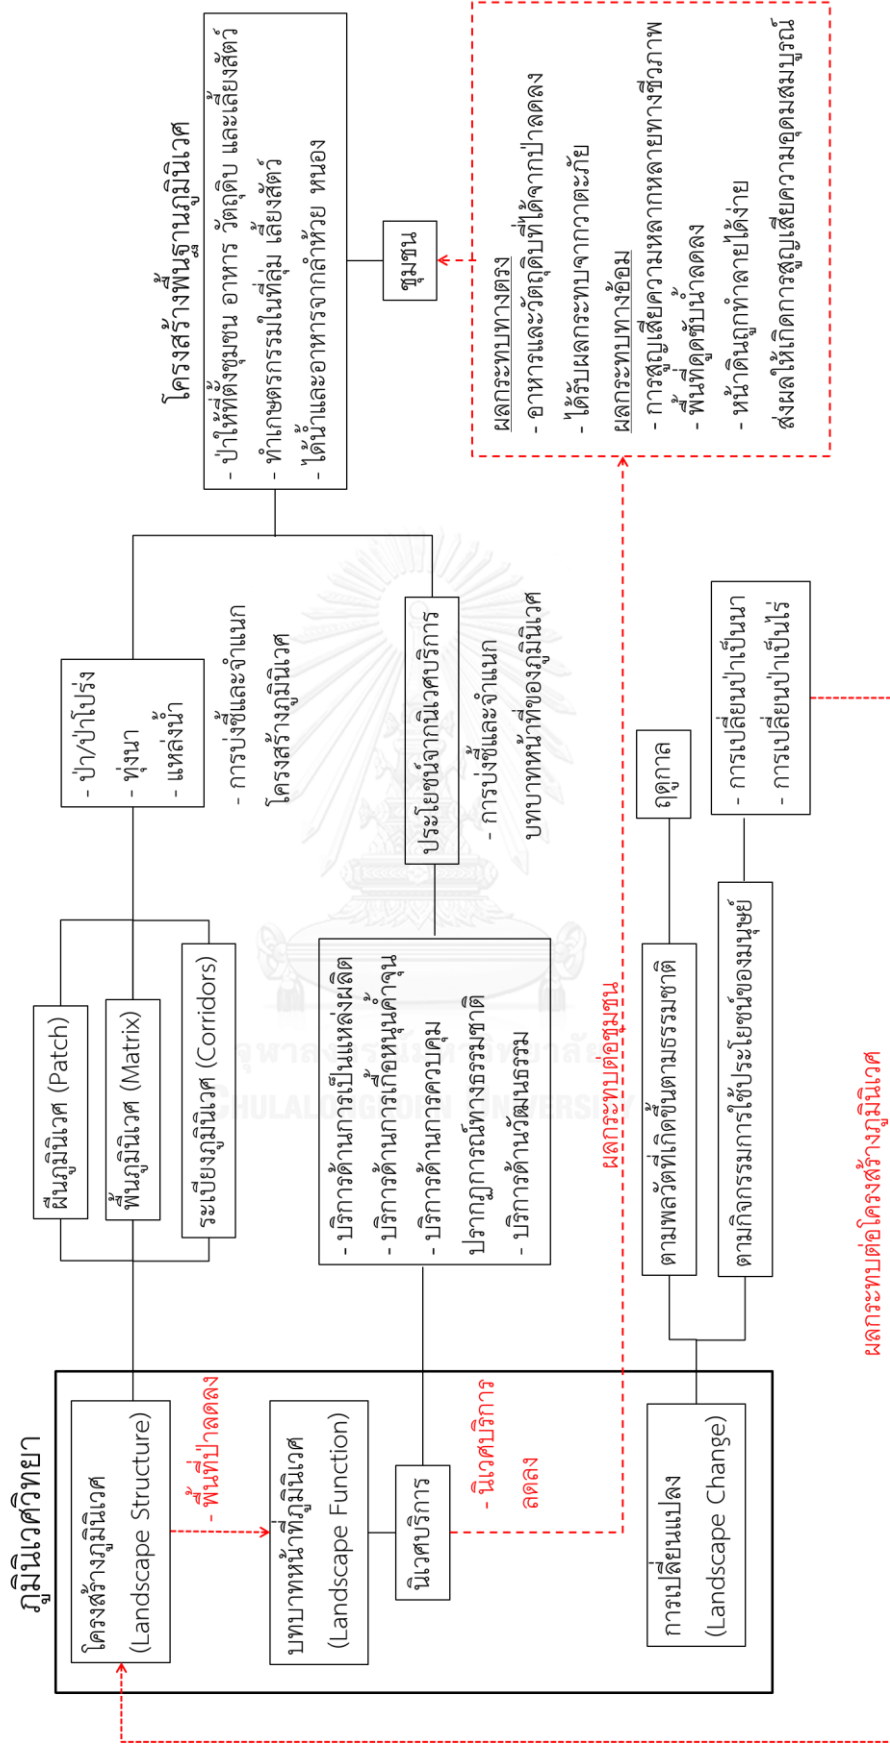 ภูมินิเวศวิทยา
โครงสร้างภูมินิเวศ
(Landscape Structure)
- พื้นที่ป่าลดลง
บทบาทหน้าที่ภูมินิเวศ
(Landscape Function)
นิเวศบริการ
- นิเวศบริการ
ลดลง
การเปลี่ยนแปลง
(Landscape Change)
ผืนภูมินิเวศ (Patch)
พื้นภูมินิเวศ (Matrix)
ระเบียงภูมินิเวศ (Corridors)
- บริการด้านการเป็นแหล่งผลิต
- บริการด้านการเกื้อหนุนค้ำจุน
- บริการด้านการควบคุม
ปรากฏการณ์ทางธรรมชาติ
- บริการด้านวัฒนธรรม
ผลกระทบต่อชุมชน
ตามพลวัตที่เกิดขึ้นตามธรรมชาติ
ตามกิจกรรมการใช้ประโยชน์ของมนุษย์
ผลกระทบต่อโครงสร้างภูมินิเวศ
- ป่า/ป่าโปร่ง
- ทุ่งนา
- แหล่งน้ำ
- การบ่งชี้และจำแนก
โครงสร้างภูมินิเวศ
ประโยชน์จากนิเวศบริการ
- การบ่งชี้และจำแนก
บทบาทหน้าที่ของภูมินิเวศ
ฤดูกาล
- การเปลี่ยนป่าเป็นนา
- การเปลี่ยนป่าเป็นไร่
โครงสร้างพื้นฐานภูมินิเวศ
- ป่าให้ที่ตั้งชุมชน อาหาร วัตถุดิบ และเลี้ยงสัตว์
- ทำเกษตรกรรมในที่ลุ่ม เลี้ยงสัตว์
- ได้น้ำและอาหารจากลำห้วย หนอง
ชุมชน
ผลกระทบทางตรง
- อาหารและวัตถุดิบที่ได้จากป่าลดลง
- ได้รับผลกระทบจากวาตะภัย
ผลกระทบทางอ้อม
- การสูญเสียความหลากหลายทางชีวภาพ
- พื้นที่ดูดซับน้ำลดลง
- หน้าดินถูกทำลายได้ง่าย
ส่งผลให้เกิดการสูญเสียความอุดมสมบูรณ์
จุฬาลงกรณ์มหาวิทยาลัย
CHULALONGKORN UNIVERSITY